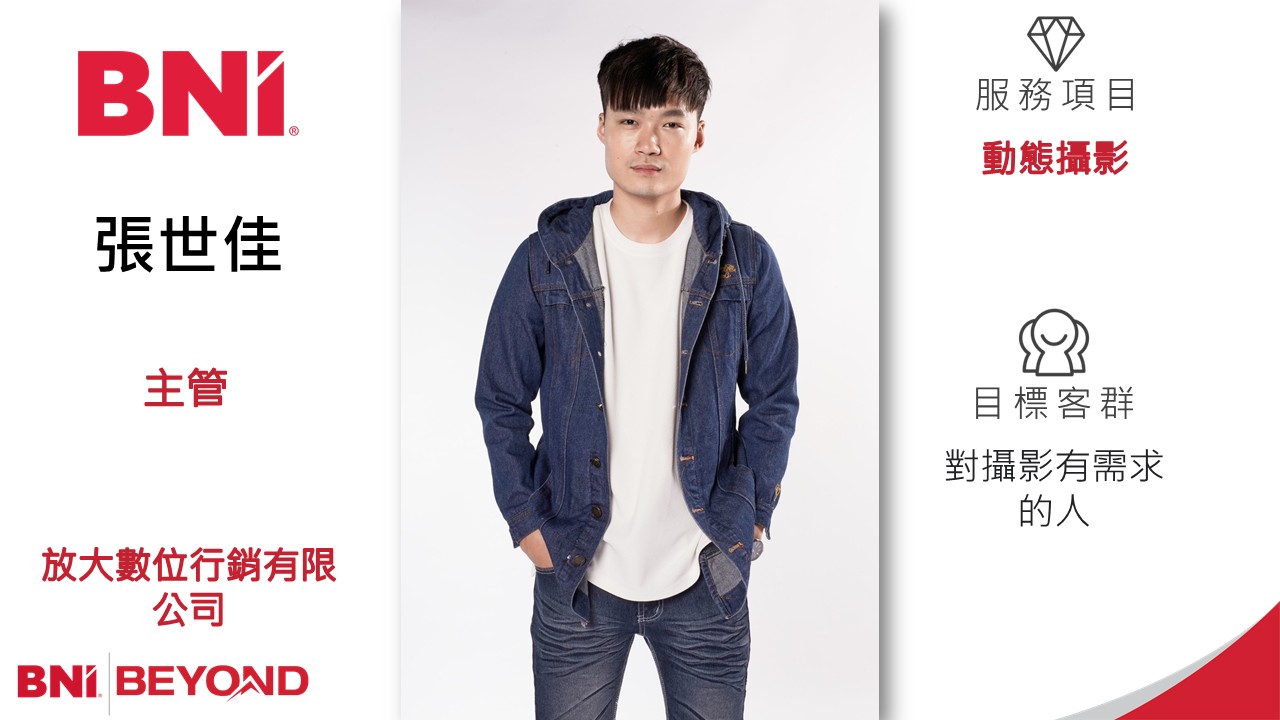 BNI®
張世佳
主管
放大數位行銷有限
公司
BNI® BEYOND
服務項目
動態攝影
目標客群
對攝影有需求
的人